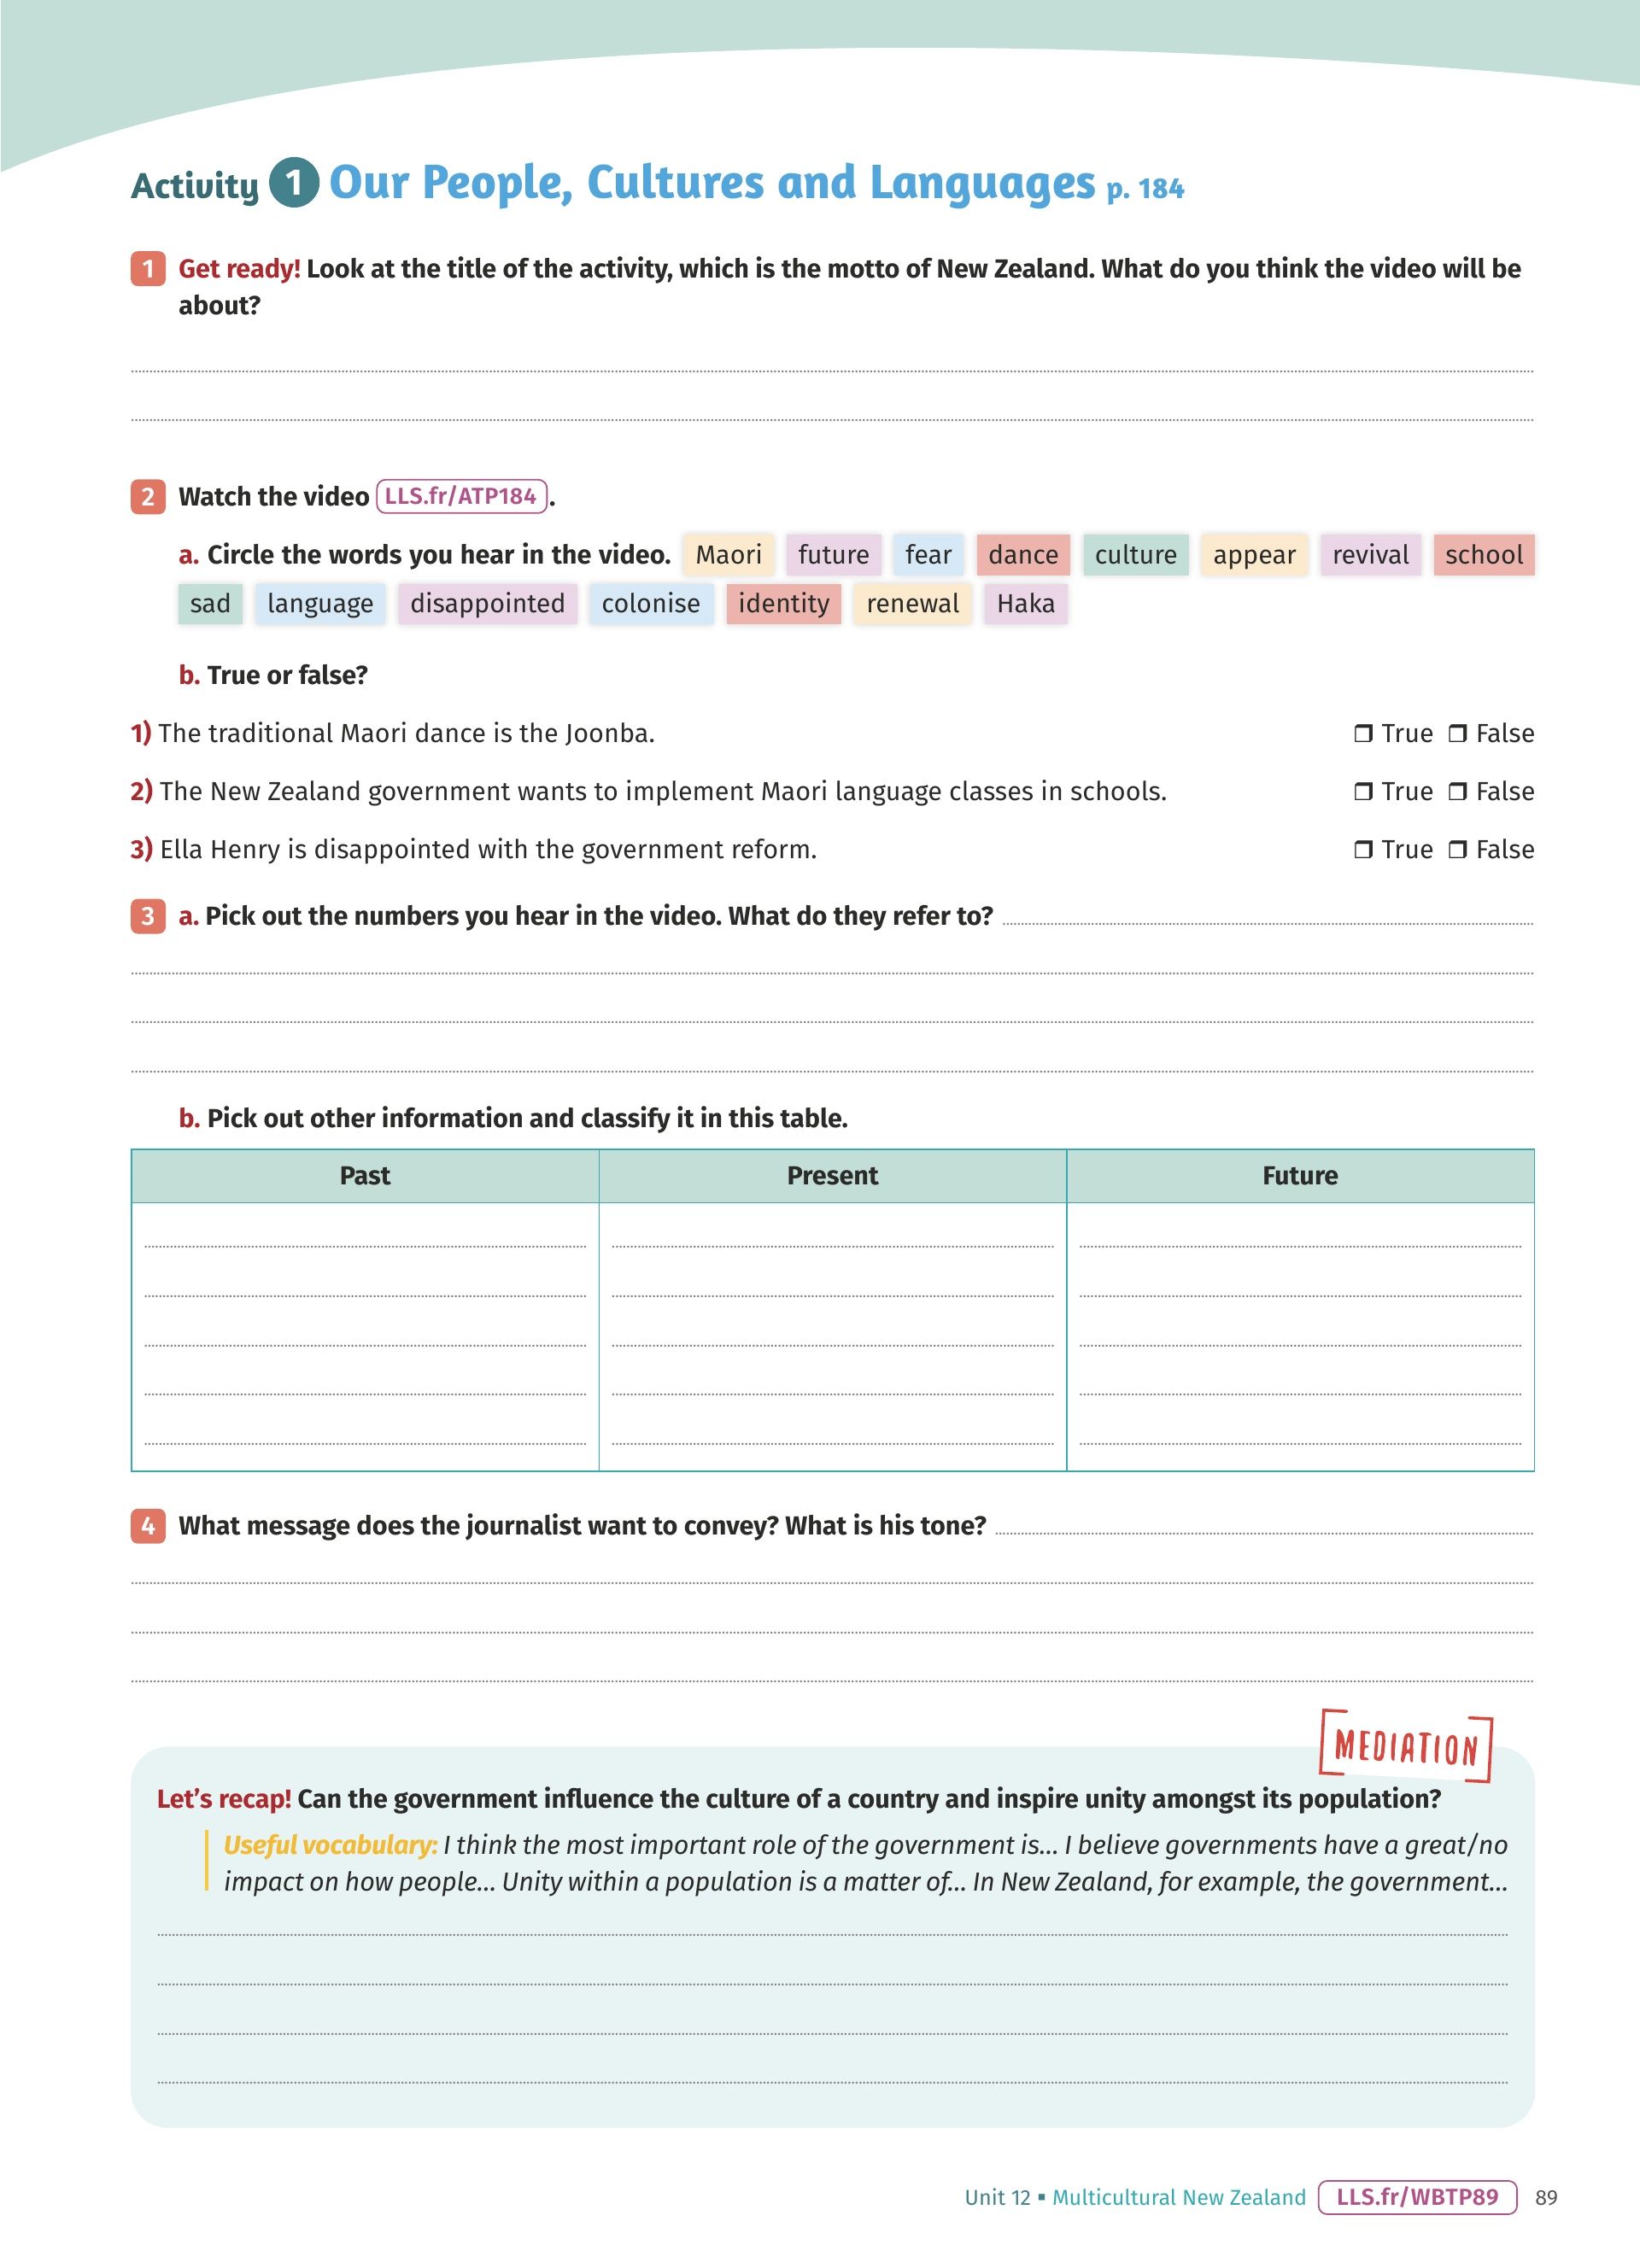 Activity 1 Our People, Cultures and Languages p. 184
1 Get ready! Look at the title of the activity, which is the motto of New Zealand. What do you think the video will be
about?
2 Watch the video LLS.fr/ATP184.
a. Circle the words you hear in the video. Maori future fear dance culture appear revival school
sad language disappointed colonise identity renewal Haka
b. True or false?
1) The traditional Maori dance is the Joonba. ❒ True ❒ False
2) The New Zealand government wants to implement Maori language classes in schools. ❒ True ❒ False
3) Ella Henry is disappointed with the government reform. ❒ True ❒ False
3 a. Pick out the numbers you hear in the video. What do they refer to?
b. Pick out other information and classify it in this table.
Past Present Future
4 What message does the journalist want to convey? What is his tone?
MEDIATION
Let's recap! Can the government influence the culture of a country and inspire unity amongst its population?
Useful vocabulary: I think the most important role of the government is... I believe governments have a great/no
impact on how people... Unity within a population is a matter of... In New Zealand, for example, the government...
Unit 12 ▪ Multicultural New Zealand LLS.fr/WBTP89 89